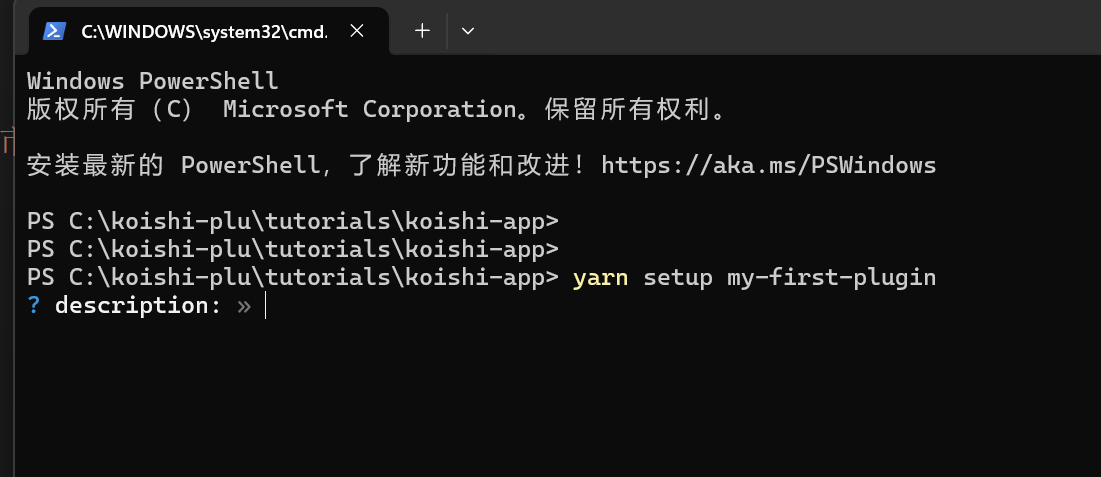 C:\WINDOWS\system32\cmd.
Windows PowerShell
版权所有 (C) Microsoft Corporation。保留所有权利。
安装最新的 PowerShell，了解新功能和改进！https://aka.ms/PSWindows
PS C:\koishi-plu\tutorials\koishi-app>
PS C:\koishi-plu\tutorials\koishi-app>
PS C:\koishi-plu\tutorials\koishi-app> yarn setup my-first-plugin
? description: »